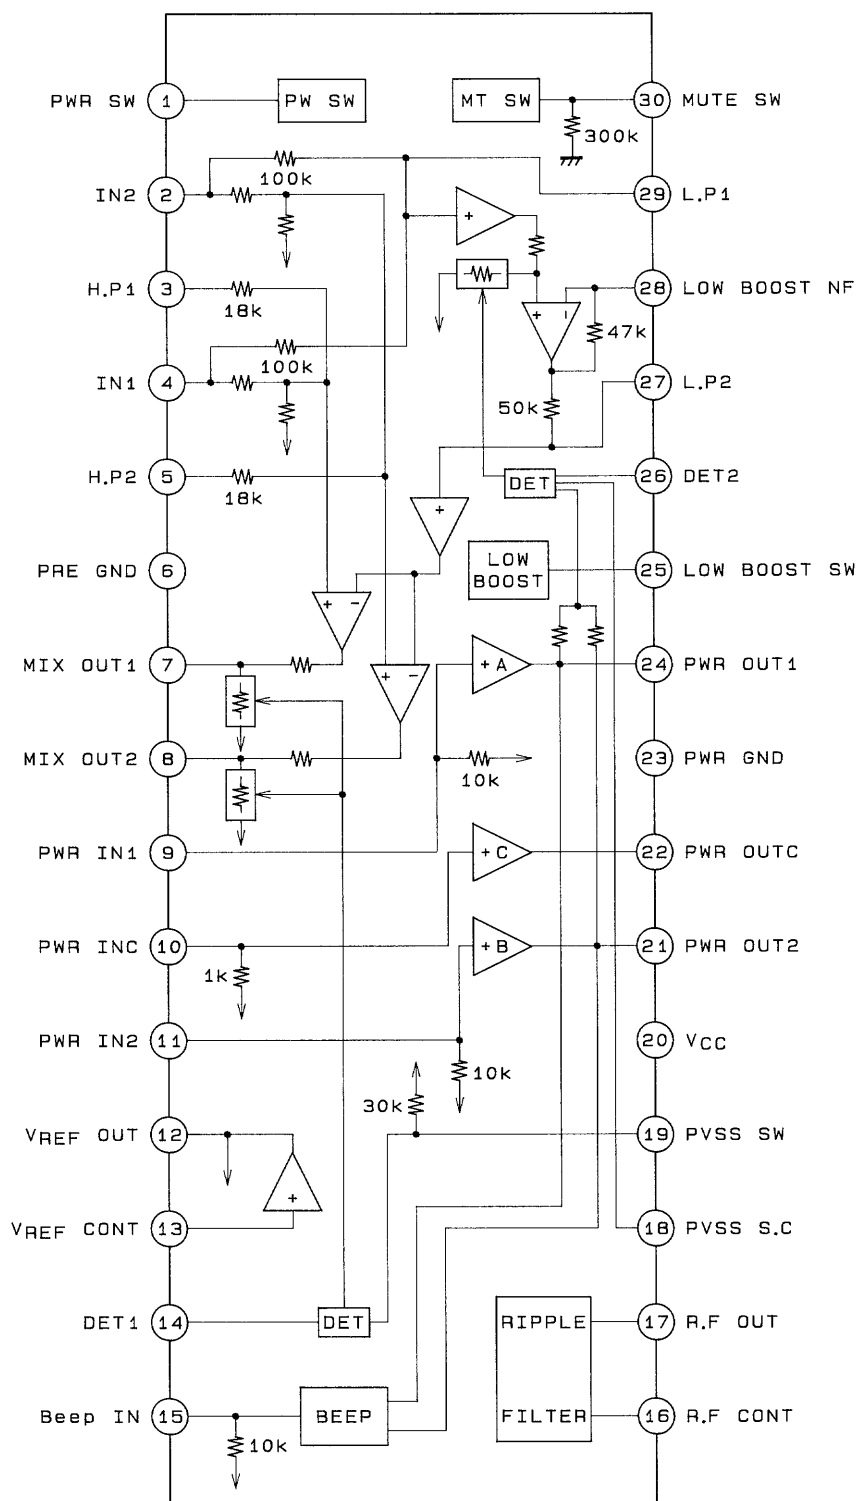 PWR SW 1 PW SW MT SW 30 MUTE SW
300k
100k
IN2 2 + 29 L.P1
H.P1 3 28 LOW BOOST NF
18k + - 47k
100k
IN1 4 27 L.P2
50k
H.P2 5 26 DET2
18k DET
+
PRE GND 6 LOW BOOST 25 LOW BOOST SW
+ -
MIX OUT1 7 + - + A 24 PWR OUT1
MIX OUT2 8 23 PWR GND
10k
PWR IN1 9 + C 22 PWR OUTC
PWR INC 10 + B 21 PWR OUT2
1k
PWR IN2 11 20 VCC
10k
30k
VREF OUT 12 19 PVSS SW
+
VREF CONT 13 18 PVSS S.C
DET1 14 DET RIPPLE 17 R.F OUT
Beep IN 15 BEEP FILTER 16 R.F CONT
10k